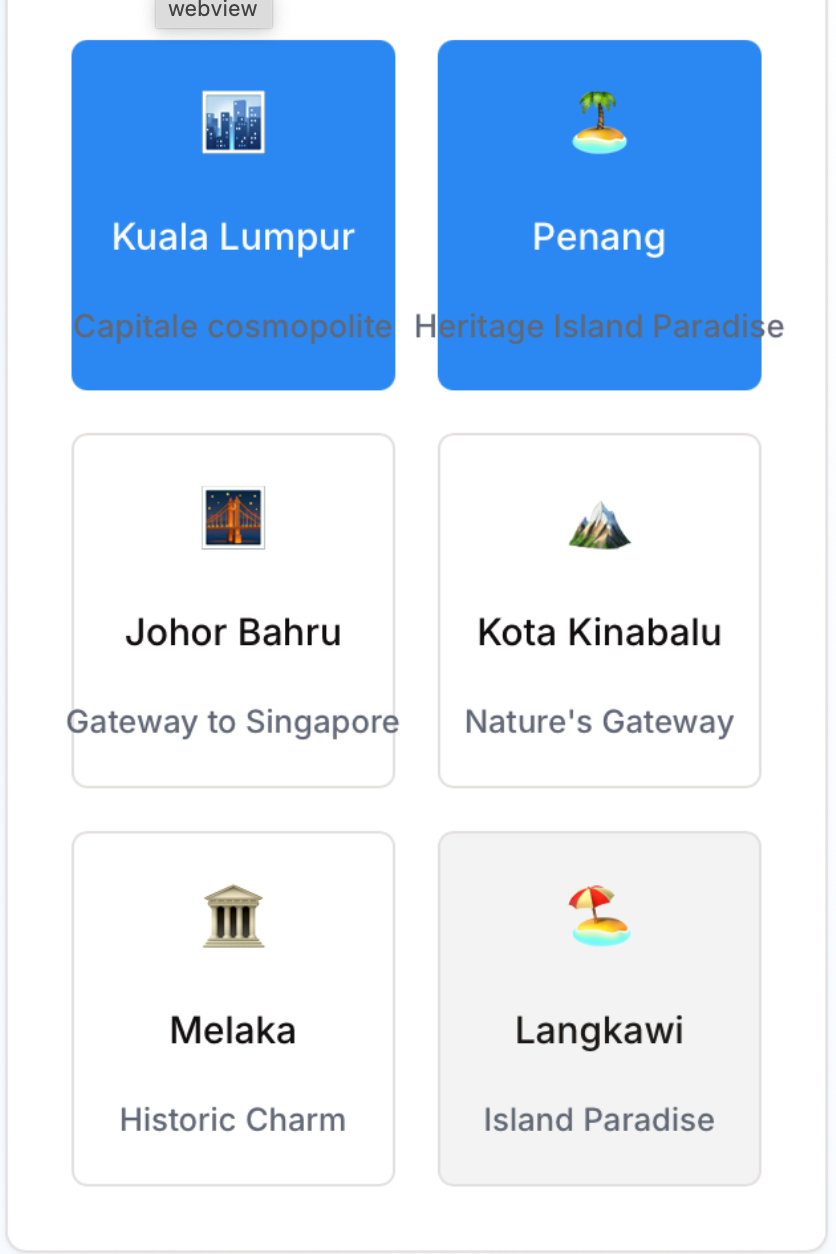 webview
Kuala Lumpur
Penang
Capitale cosmopolite
Heritage Island Paradise
Johor Bahru
Kota Kinabalu
Gateway to Singapore
Nature's Gateway
Melaka
Langkawi
Historic Charm
Island Paradise